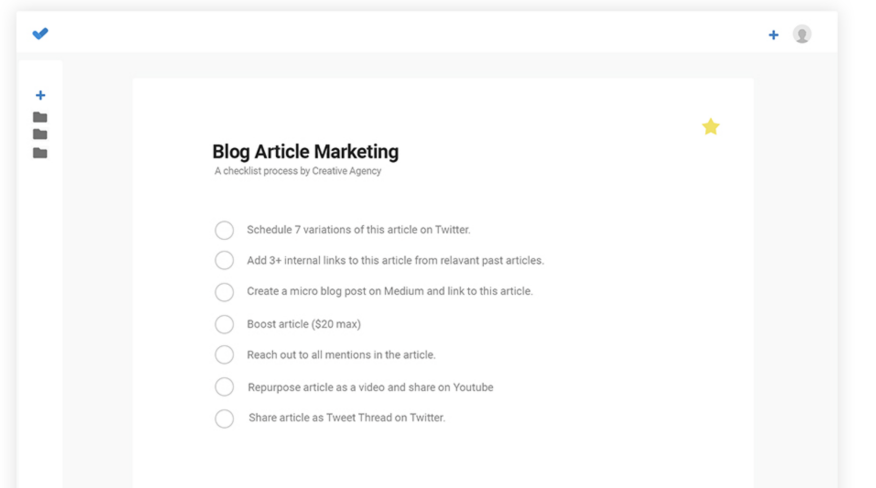 Blog Article Marketing
A checklist process by Creative Agency
Schedule 7 variations of this article on Twitter.
Add 3+ internal links to this article from relavant past articles.
Create a micro blog post on Medium and link to this article.
Boost article ($20 max)
Reach out to all mentions in the article.
Repurpose article as a video and share on Youtube
Share article as Tweet Thread on Twitter.